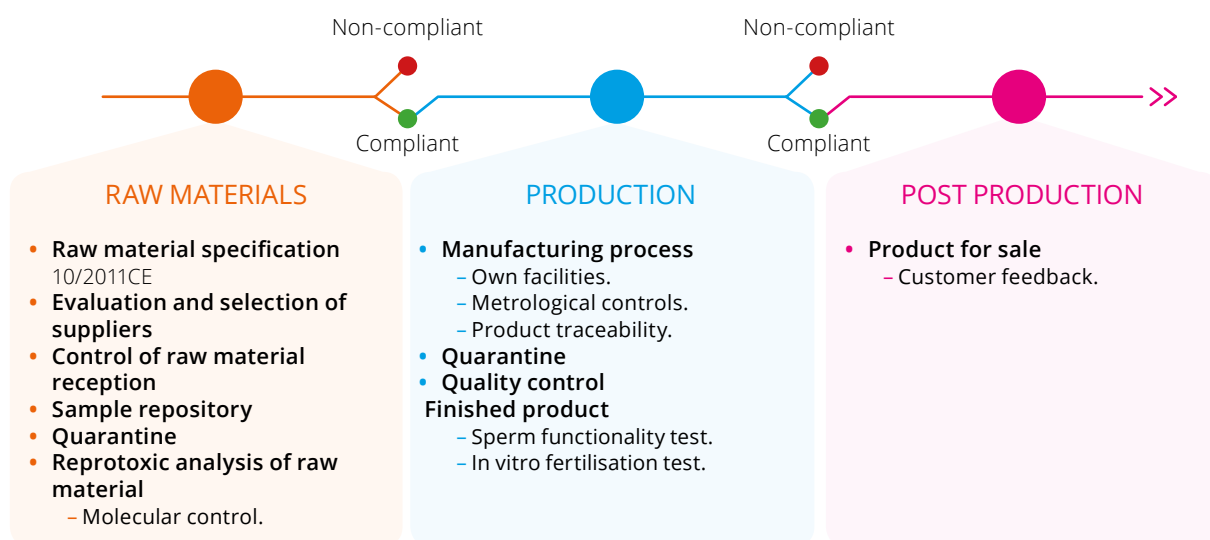 Non-compliant
Non-compliant
Compliant
Compliant
RAW MATERIALS
• Raw material specification
10/2011CE
• Evaluation and selection of
suppliers
• Control of raw material
reception
• Sample repository
• Quarantine
• Reprotoxic analysis of raw
material
– Molecular control.
PRODUCTION
• Manufacturing process
– Own facilities.
– Metrological controls.
– Product traceability.
• Quarantine
• Quality control
Finished product
– Sperm functionality test.
– In vitro fertilisation test.
POST PRODUCTION
• Product for sale
– Customer feedback.